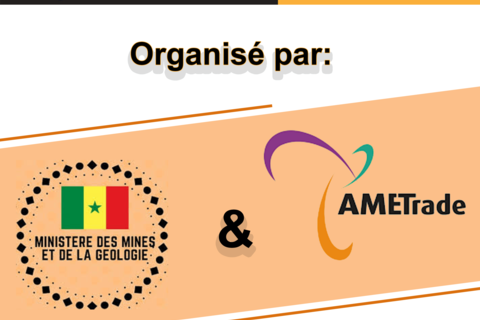 Organisé par:
MINISTERE DES MINES
ET DE LA GEOLOGIE
&
AMETrade